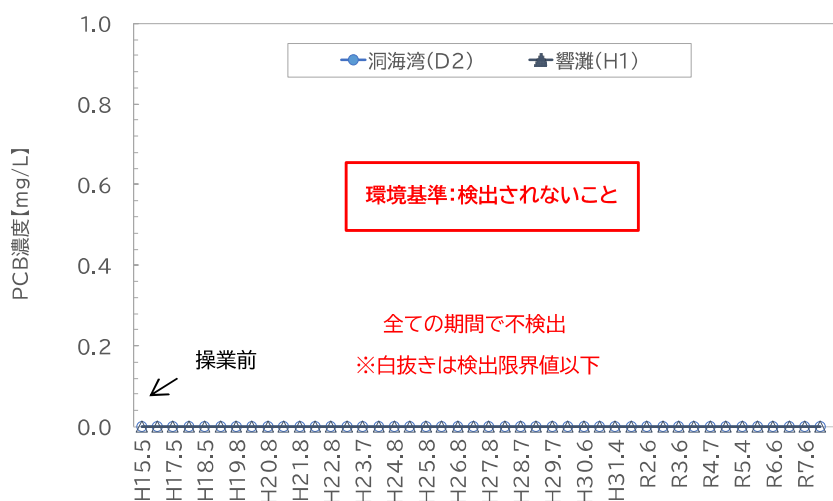 1.0
0.8
0.6
0.4
0.2
0.0
PCB濃度【mg/L】
洞海湾(D2)
響灘(H1)
環境基準:検出されないこと
全ての期間で不検出
※白抜きは検出限界値以下
操業前
H15.5
H17.5
H18.5
H19.8
H20.8
H21.8
H22.8
H23.7
H24.8
H25.8
H26.8
H27.8
H28.7
H29.7
H30.6
H31.4
R2.6
R3.6
R4.7
R5.4
R6.6
R7.6